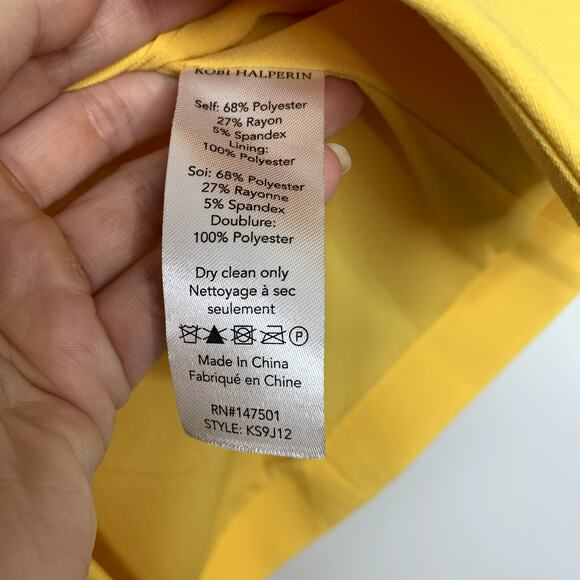 KOBI HALPERIN
Self: 68% Polyester
27% Rayon
5% Spandex
Lining:
100% Polyester
Soi: 68% Polyester
27% Rayonne
5% Spandex
Doublure:
100% Polyester
Dry clean only
Nettoyage à sec
seulement
P
Made In China
Fabriqué en Chine
RN#147501
STYLE: KS9J12